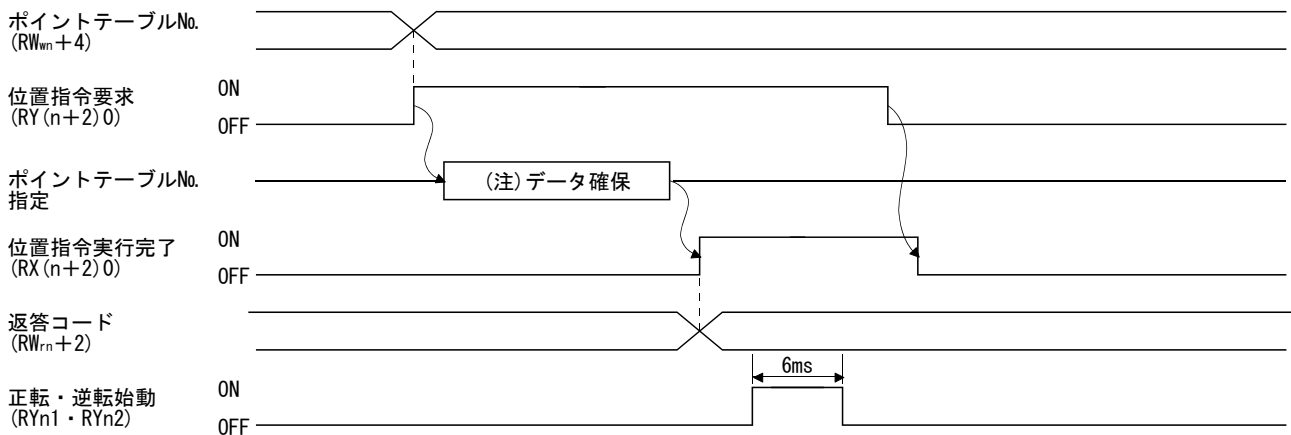 ポイントテーブル№.
(RWwn+4)
位置指令要求
(RY(n+2)0)
ON
OFF
ポイントテーブル№.
指定
(注)データ確保
位置指令実行完了
(RX(n+2)0)
ON
OFF
返答コード
(RWrn+2)
6ms
正転・逆転始動
(RYn1・RYn2)
ON
OFF